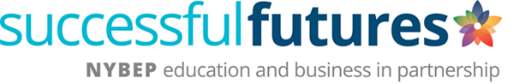 successfulfutures
NYBEP education and business in partnership